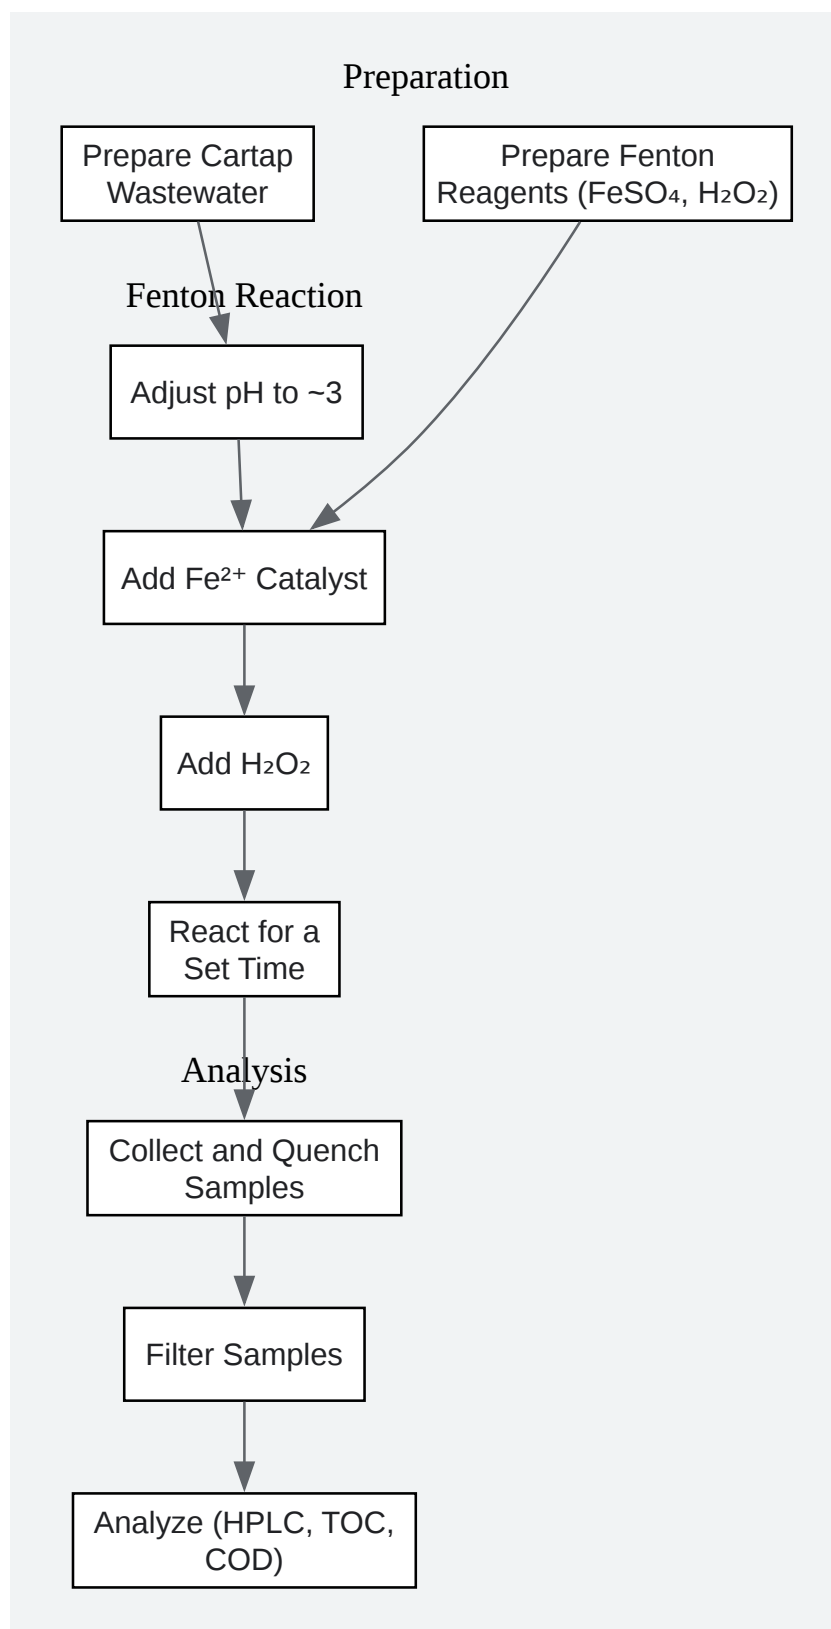 Preparation
Prepare Cartap
Wastewater
Prepare Fenton
Reagents (FeSO₄, H₂O₂)
Fenton Reaction
Adjust pH to ~3
Add Fe²⁺ Catalyst
Add H₂O₂
React for a
Set Time
Analysis
Collect and Quench
Samples
Filter Samples
Analyze (HPLC, TOC,
COD)